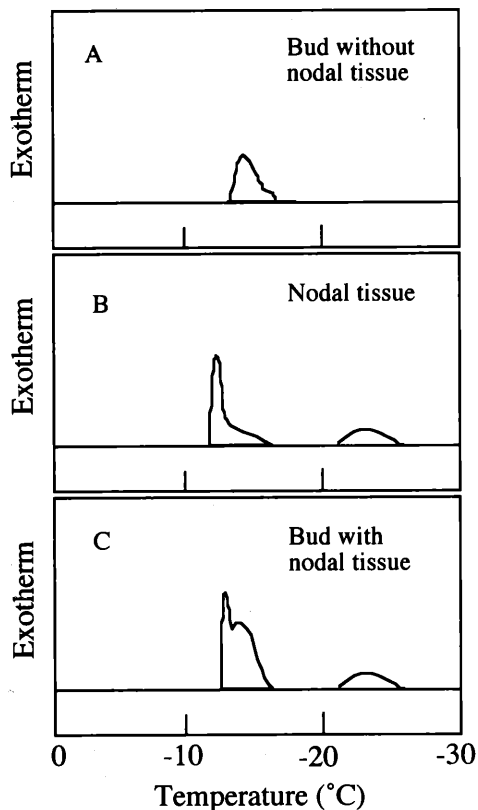 A
Bud without
nodal tissue
Exotherm
B
Nodal tissue
Exotherm
C
Bud with
nodal tissue
Exotherm
0 -10 -20 -30
Temperature (°C)